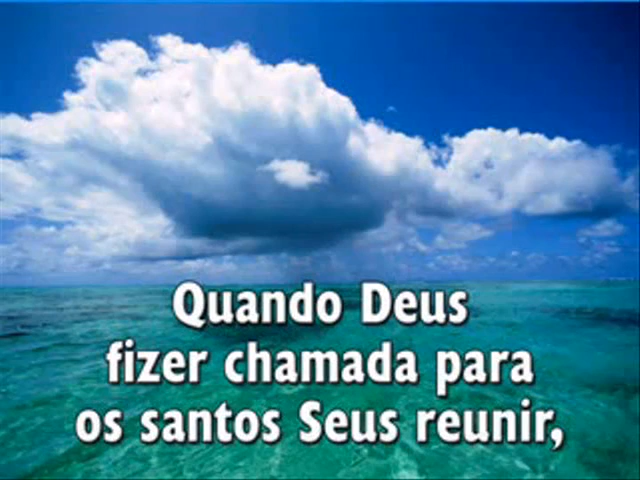 Quando Deus
fizer chamada para
os santos Seus reunir,